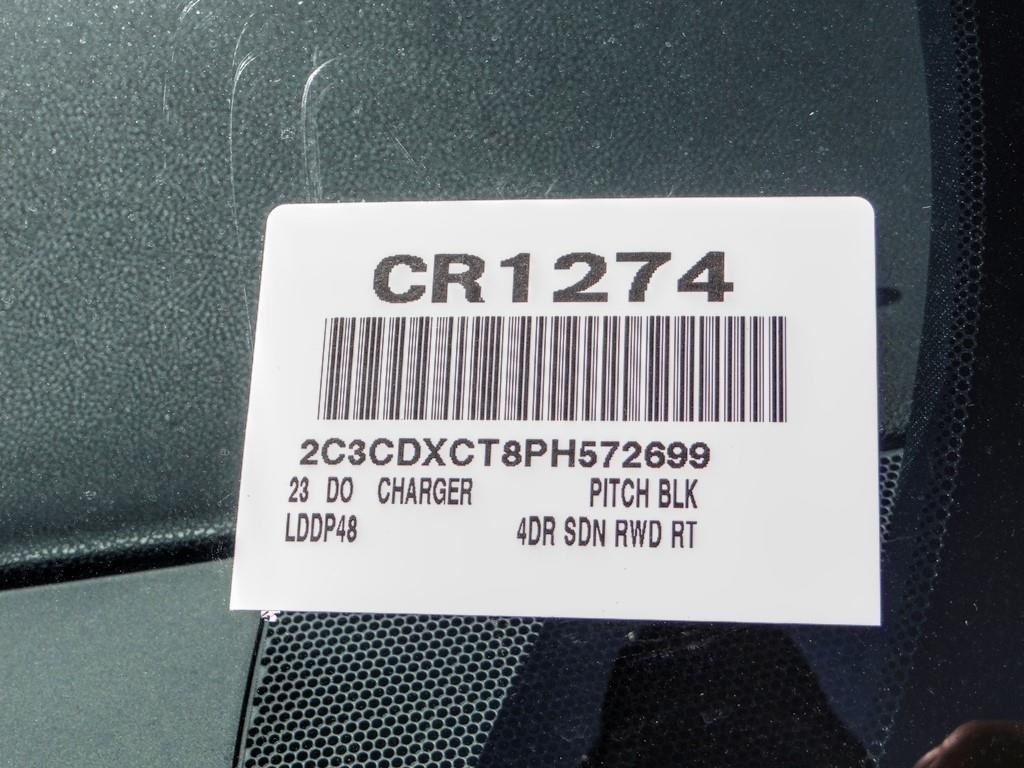 CR1274
2C3CDXCT8PH572699
23 DO CHARGER PITCH BLK
LDDP48 4DR SDN RWD RT